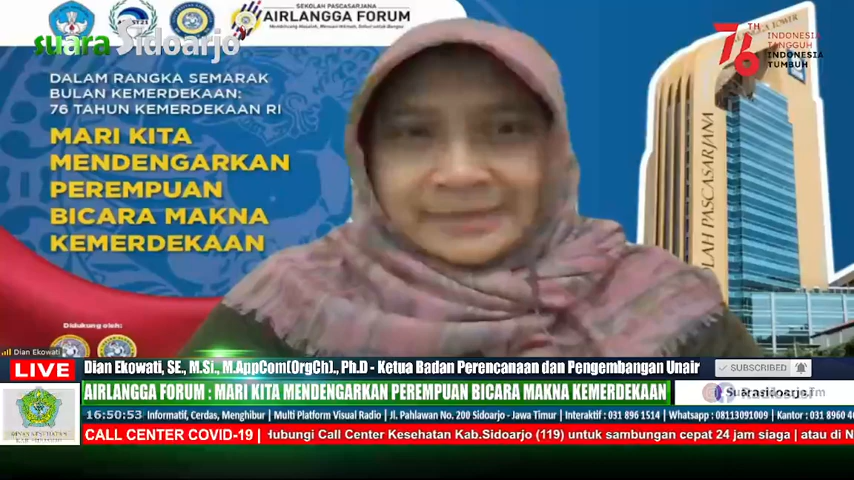 SEKOLAH PASCASARJANA
AIRLANGGA FORUM
suaraSidoarjo
76TH
INDONESIA
TANGGUH
INDONESIA
TUMBUH
DALAM RANGKA SEMARAK
BULAN KEMERDEKAAN:
76 TAHUN KEMERDEKAAN RI
MARI KITA
MENDENGARKAN
PEREMPUAN
BICARA MAKNA
KEMERDEKAAN
OLAH PASCASARJANA
Didukung oleh:
Dian Ekowati
LIVE
Dian Ekowati, SE., M.Si., M.AppCom(OrgCh)., Ph.D - Ketua Badan Perencanaan dan Pengembangan Unair
SUBSCRIBED
AIRLANGGA FORUM : MARI KITA MENDENGARKAN PEREMPUAN BICARA MAKNA KEMERDEKAAN
16:50:53 Informatif, Cerdas, Menghibur | Multi Platform Visual Radio | Jl. Pahlawan No. 200 Sidoarjo - Jawa Timur | Interaktif : 031 896 1514 | Whatsapp : 08113091009 | Kantor : 031 8960 40
CALL CENTER COVID-19 | Hubungi Call Center Kesehatan Kab.Sidoarjo (119) untuk sambungan cepat 24 jam siaga | atau di N